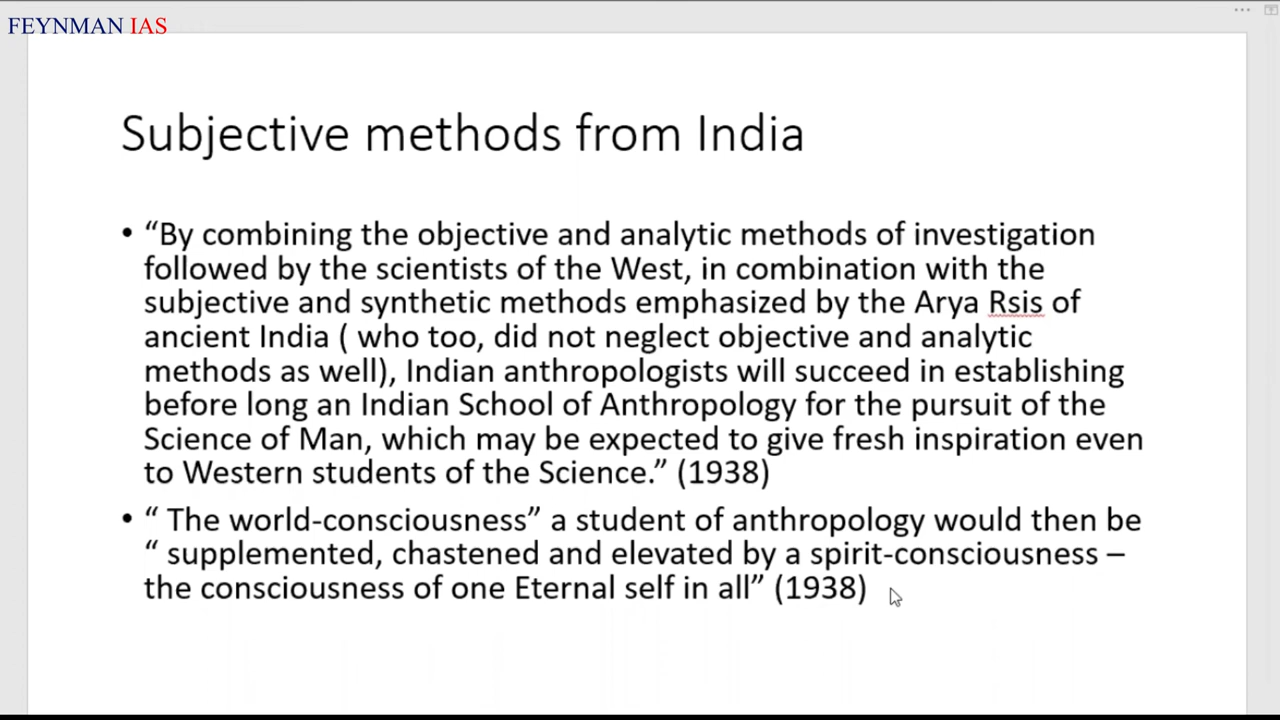 FEYNMAN IAS
Subjective methods from India
• “By combining the objective and analytic methods of investigation
followed by the scientists of the West, in combination with the
subjective and synthetic methods emphasized by the Arya Rsis of
ancient India ( who too, did not neglect objective and analytic
methods as well), Indian anthropologists will succeed in establishing
before long an Indian School of Anthropology for the pursuit of the
Science of Man, which may be expected to give fresh inspiration even
to Western students of the Science.” (1938)
• “ The world-consciousness” a student of anthropology would then be
“ supplemented, chastened and elevated by a spirit-consciousness –
the consciousness of one Eternal self in all” (1938)